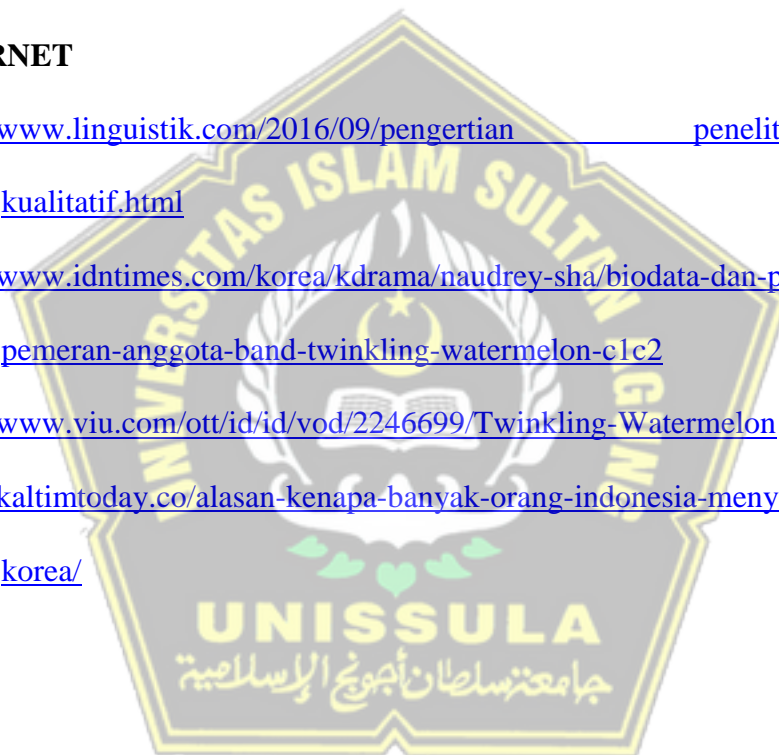 RNET
www.linguistik.com/2016/09/pengertian penelit
kualitatif.html
www.idntimes.com/korea/kdrama/naudrey-sha/biodata-dan-p
pemeran-anggota-band-twinkling-watermelon-c1c2
www.viu.com/ott/id/id/vod/2246699/Twinkling-Watermelon
kaltimtoday.co/alasan-kenapa-banyak-orang-indonesia-meny
korea/
UNIVERSITAS ISLAM SULTAN AGUNG
UNISSULA
جامعة سلطان أجونج الإسلامية